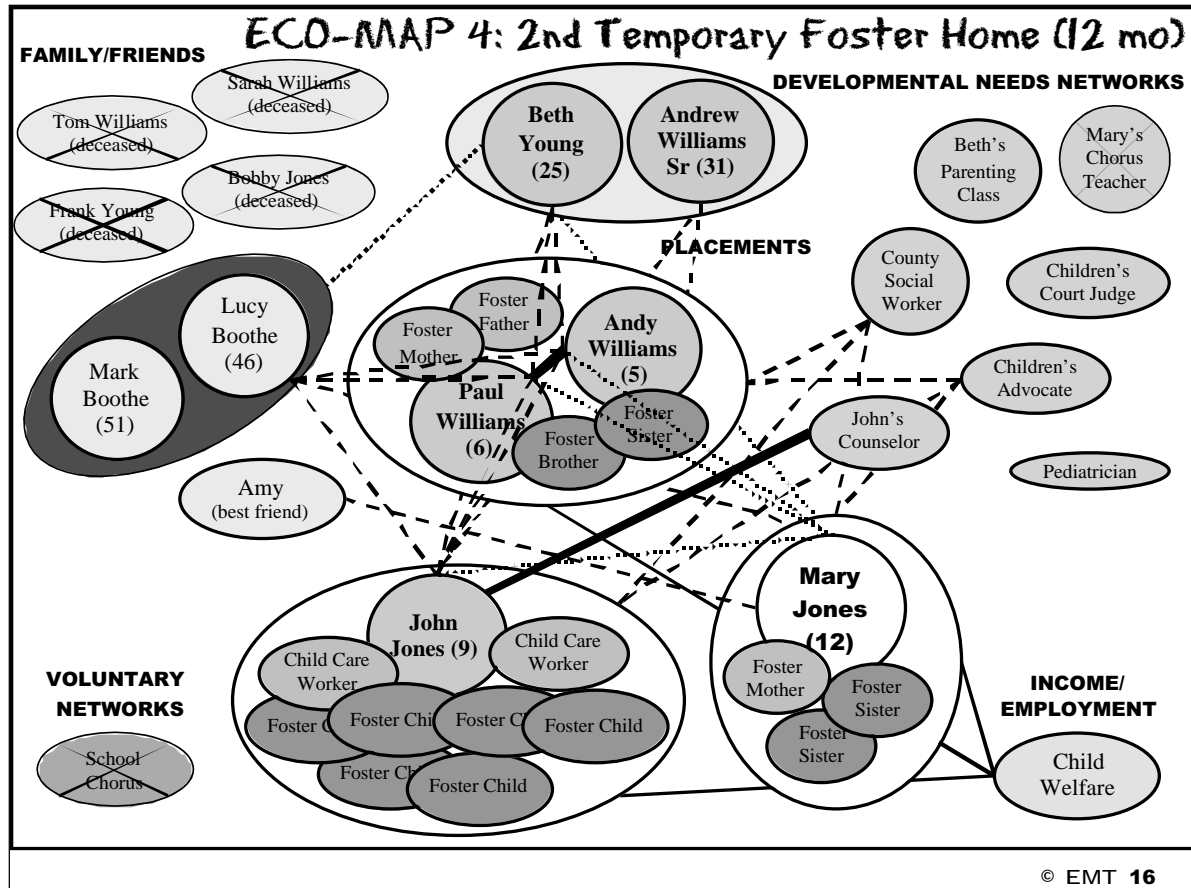 ECO-MAP 4: 2nd Temporary Foster Home (12 mo)
FAMILY/FRIENDS
Sarah Williams
(deceased)
Tom Williams
(deceased)
Bobby Jones
(deceased)
Frank Young
(deceased)
Lucy
Boothe
(46)
Mark
Boothe
(51)
Amy
(best friend)
Beth
Young
(25)
Andrew
Williams
Sr (31)
PLACEMENTS
Foster
Father
Foster
Mother
Andy
Williams
(5)
Paul
Williams
(6)
Foster
Sister
Foster
Brother
DEVELOPMENTAL NEEDS NETWORKS
Beth's
Parenting
Class
Mary's
Chorus
Teacher
County
Social
Worker
Children's
Court Judge
Children's
Advocate
John's
Counselor
Pediatrician
John
Jones (9)
Child Care
Worker
Child Care
Worker
Foster C
Foster Chi
Foster C
Foster Child
Foster Chi
Foster Child
Mary
Jones
(12)
Foster
Mother
Foster
Sister
Foster
Sister
VOLUNTARY
NETWORKS
School
Chorus
INCOME/
EMPLOYMENT
Child
Welfare
© EMT 16